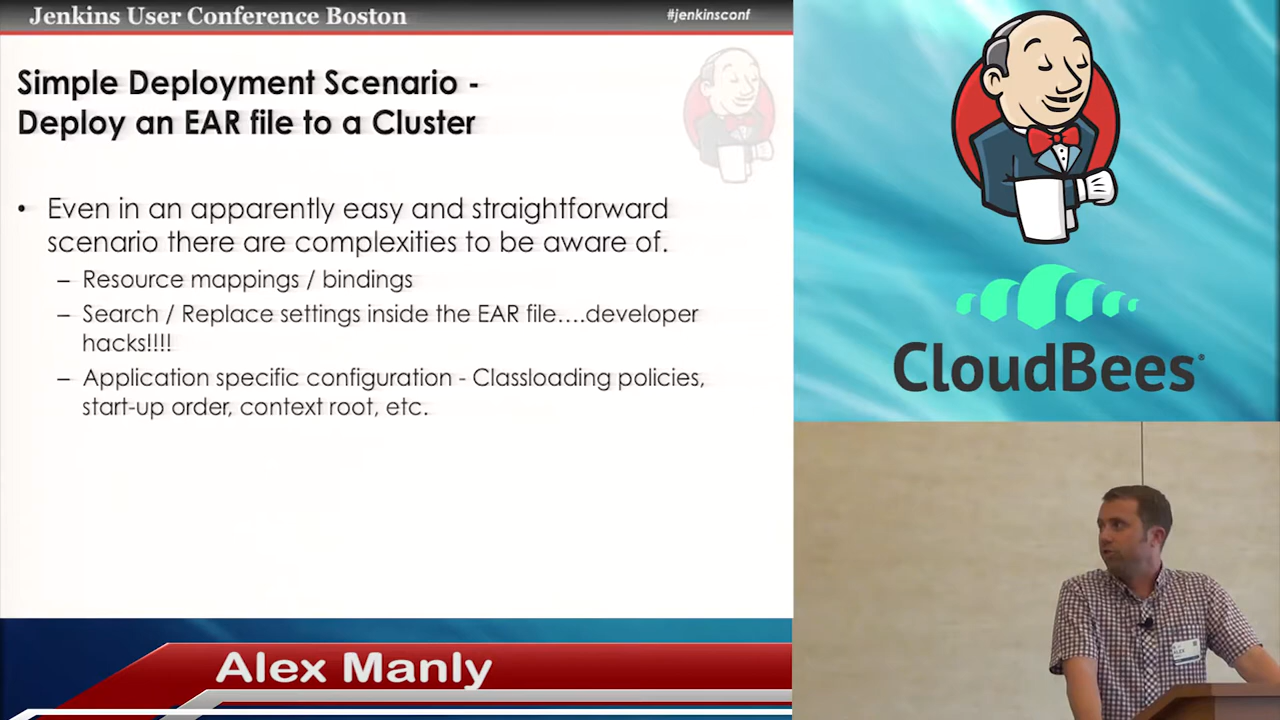 Jenkins User Conference Boston
#jenkinsconf
Simple Deployment Scenario -
Deploy an EAR file to a Cluster
• Even in an apparently easy and straightforward
scenario there are complexities to be aware of.
– Resource mappings / bindings
– Search / Replace settings inside the EAR file....developer
hacks!!!!
– Application specific configuration - Classloading policies,
start-up order, context root, etc.
CloudBees®
ALEX
Alex Manly